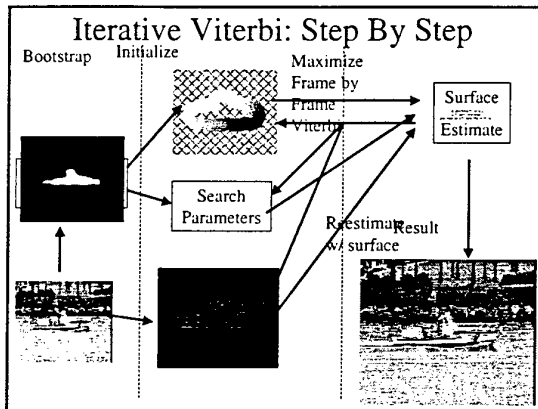 Iterative Viterbi: Step By Step
Bootstrap
Initialize
Maximize
Frame by
Frame
Viterbi
Surface
Estimate
Search
Parameters
Reestimate
w/ surface
Result